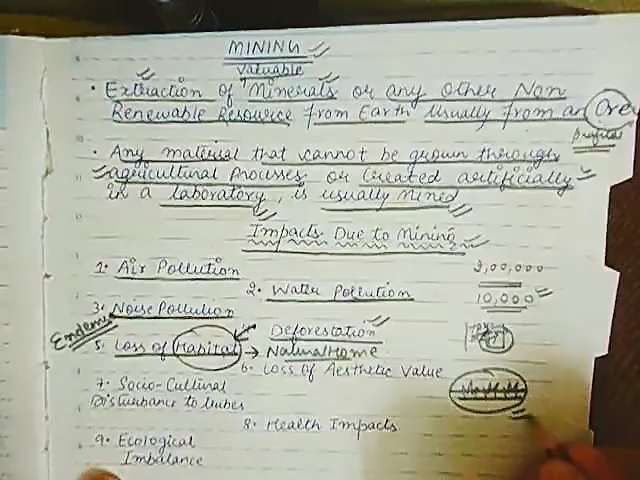 MINING
Valuable
• Extraction of Minerals or any other Non
Renewable Resource from Earth Usually from an Ore
• Any material that cannot be grown through
agricultural processes or Created artificially
in a laboratory, is usually mined
Impacts Due to Mining
1. Air Pollution
2,00,000
2. Water Pollution
10,000
3. Noise Pollution
Deforestation
Endemic
5. Loss of Habitat → Natural Home
6. Loss of Aesthetic Value
7. Socio-Cultural
Disturbance to tribes
8. Health Impacts
9. Ecological
Imbalance